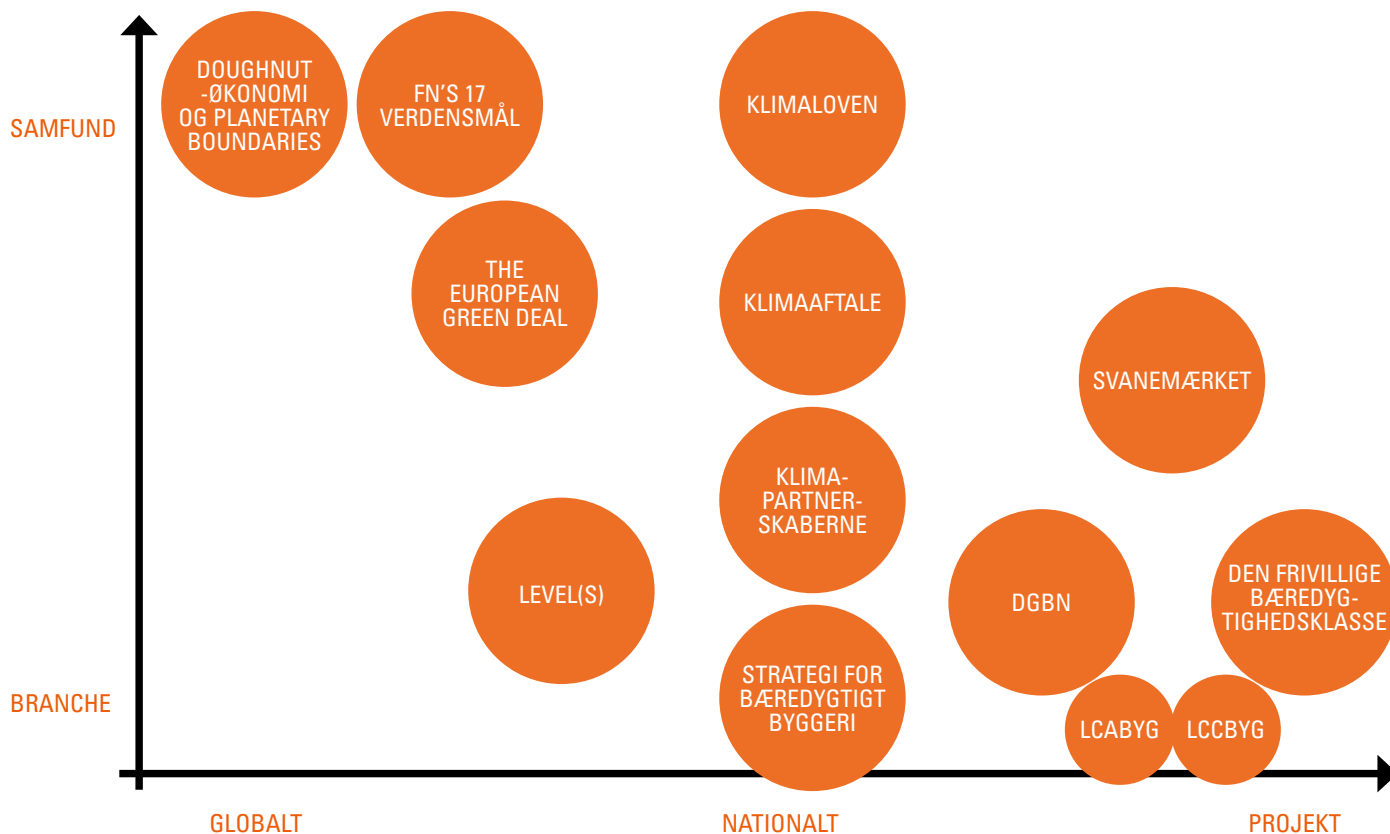 DOUGHNUT
-ØKONOMI
OG PLANETARY
BOUNDARIES
FN'S 17
VERDENSMÅL
KLIMALOVEN
SAMFUND
THE
EUROPEAN
GREEN DEAL
KLIMAAFTALE
SVANEMÆRKET
KLIMA-
PARTNER-
SKABERNE
LEVEL(S)
DGBN
DEN FRIVILLIGE
BÆREDYG-
TIGHEDSKLASSE
BRANCHE
STRATEGI FOR
BÆREDYGTIGT
BYGGERI
LCABYG
LCCBYG
GLOBALT
NATIONALT
PROJEKT